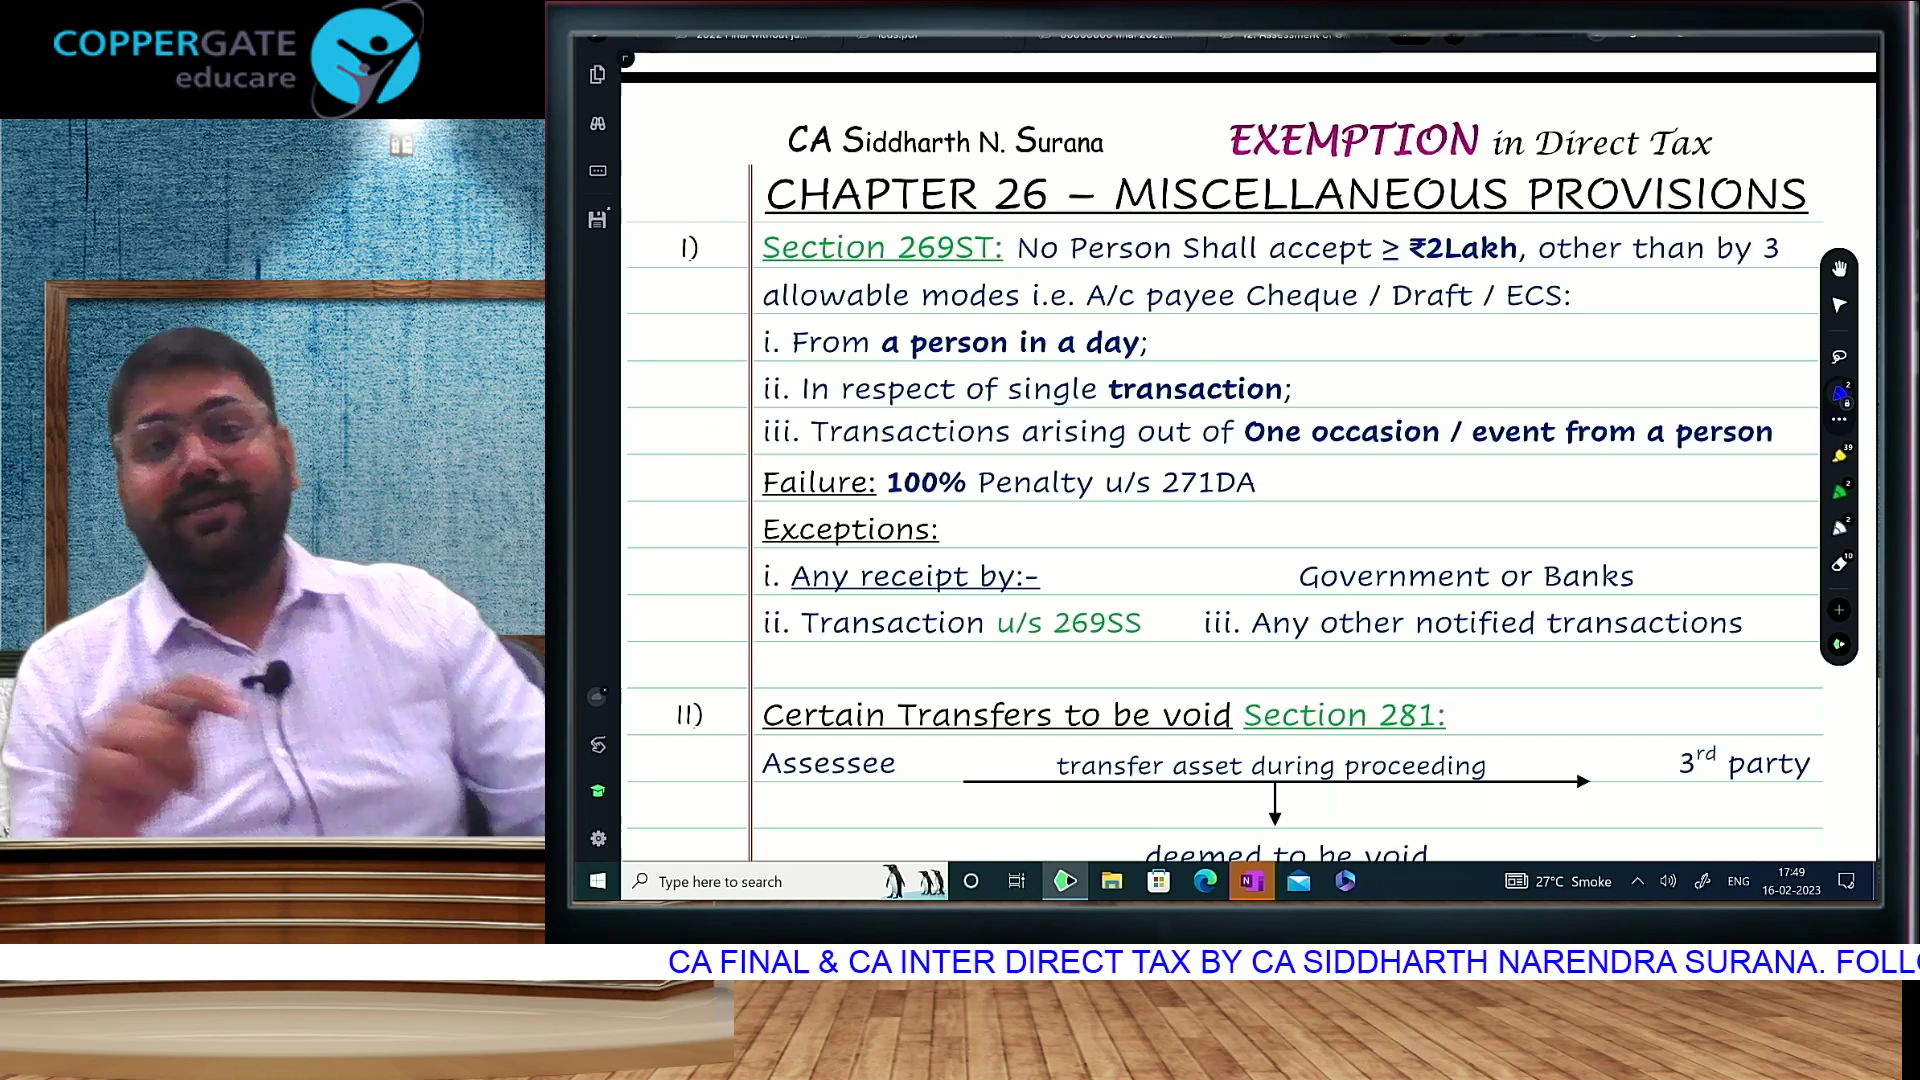 COPPERGATE
educare
CA Siddharth N. Surana
EXEMPTION in Direct Tax
CHAPTER 26 – MISCELLANEOUS PROVISIONS
I) Section 269ST: No Person Shall accept ≥ ₹2Lakh, other than by 3
allowable modes i.e. A/c payee Cheque / Draft / ECS:
i. From a person in a day;
ii. In respect of single transaction;
iii. Transactions arising out of One occasion / event from a person
Failure: 100% Penalty u/s 271DA
Exceptions:
i. Any receipt by:- Government or Banks
ii. Transaction u/s 269SS iii. Any other notified transactions
II) Certain Transfers to be void Section 281:
Assessee transfer asset during proceeding 3rd party
deemed to be void
Type here to search
27°C Smoke
ENG
17:49
16-02-2023
CA FINAL & CA INTER DIRECT TAX BY CA SIDDHARTH NARENDRA SURANA. FOLL